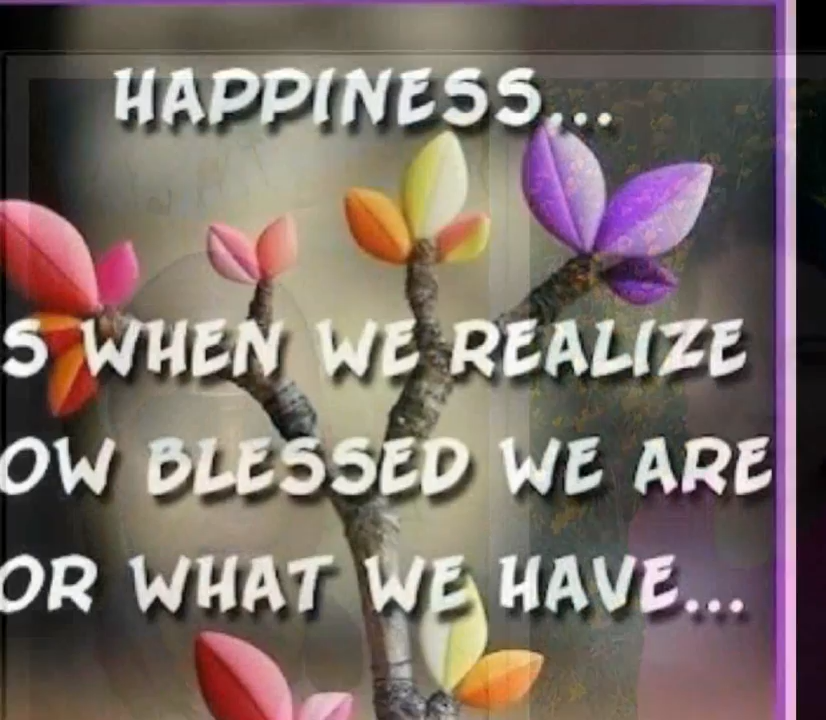 HAPPINESS...
S WHEN WE REALIZE
OW BLESSED WE ARE
OR WHAT WE HAVE...